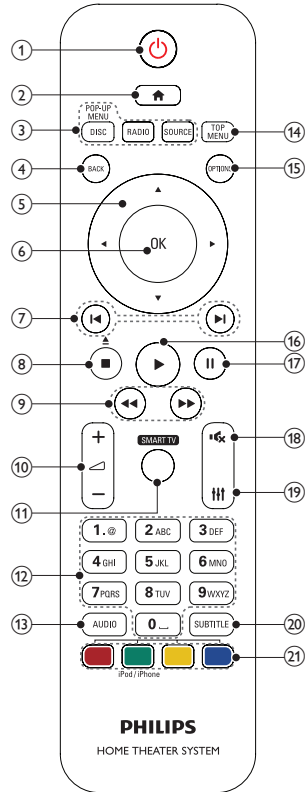 1
2
POP-UP
MENU
3 DISC RADIO SOURCE TOP
MENU 14
4 BACK OPTIONS 15
5
6 OK
7
16
8 17
9
+ SMART TV 18
10
− 19
11
1.@ 2 ABC 3 DEF
12 4 GHI 5 JKL 6 MNO
7 PQRS 8 TUV 9 WXYZ
13 AUDIO 0 SUBTITLE 20
21
iPod / iPhone
PHILIPS
HOME THEATER SYSTEM